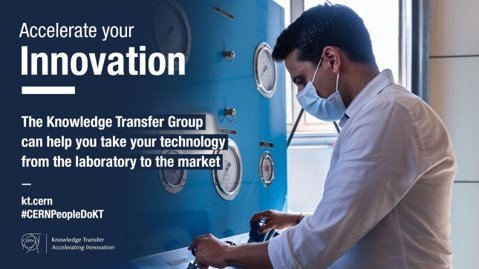 Accelerate your
Innovation
The Knowledge Transfer Group
can help you take your technology
from the laboratory to the market
kt.cern
#CERNPeopleDoKT
CERN
Knowledge Transfer
Accelerating Innovation